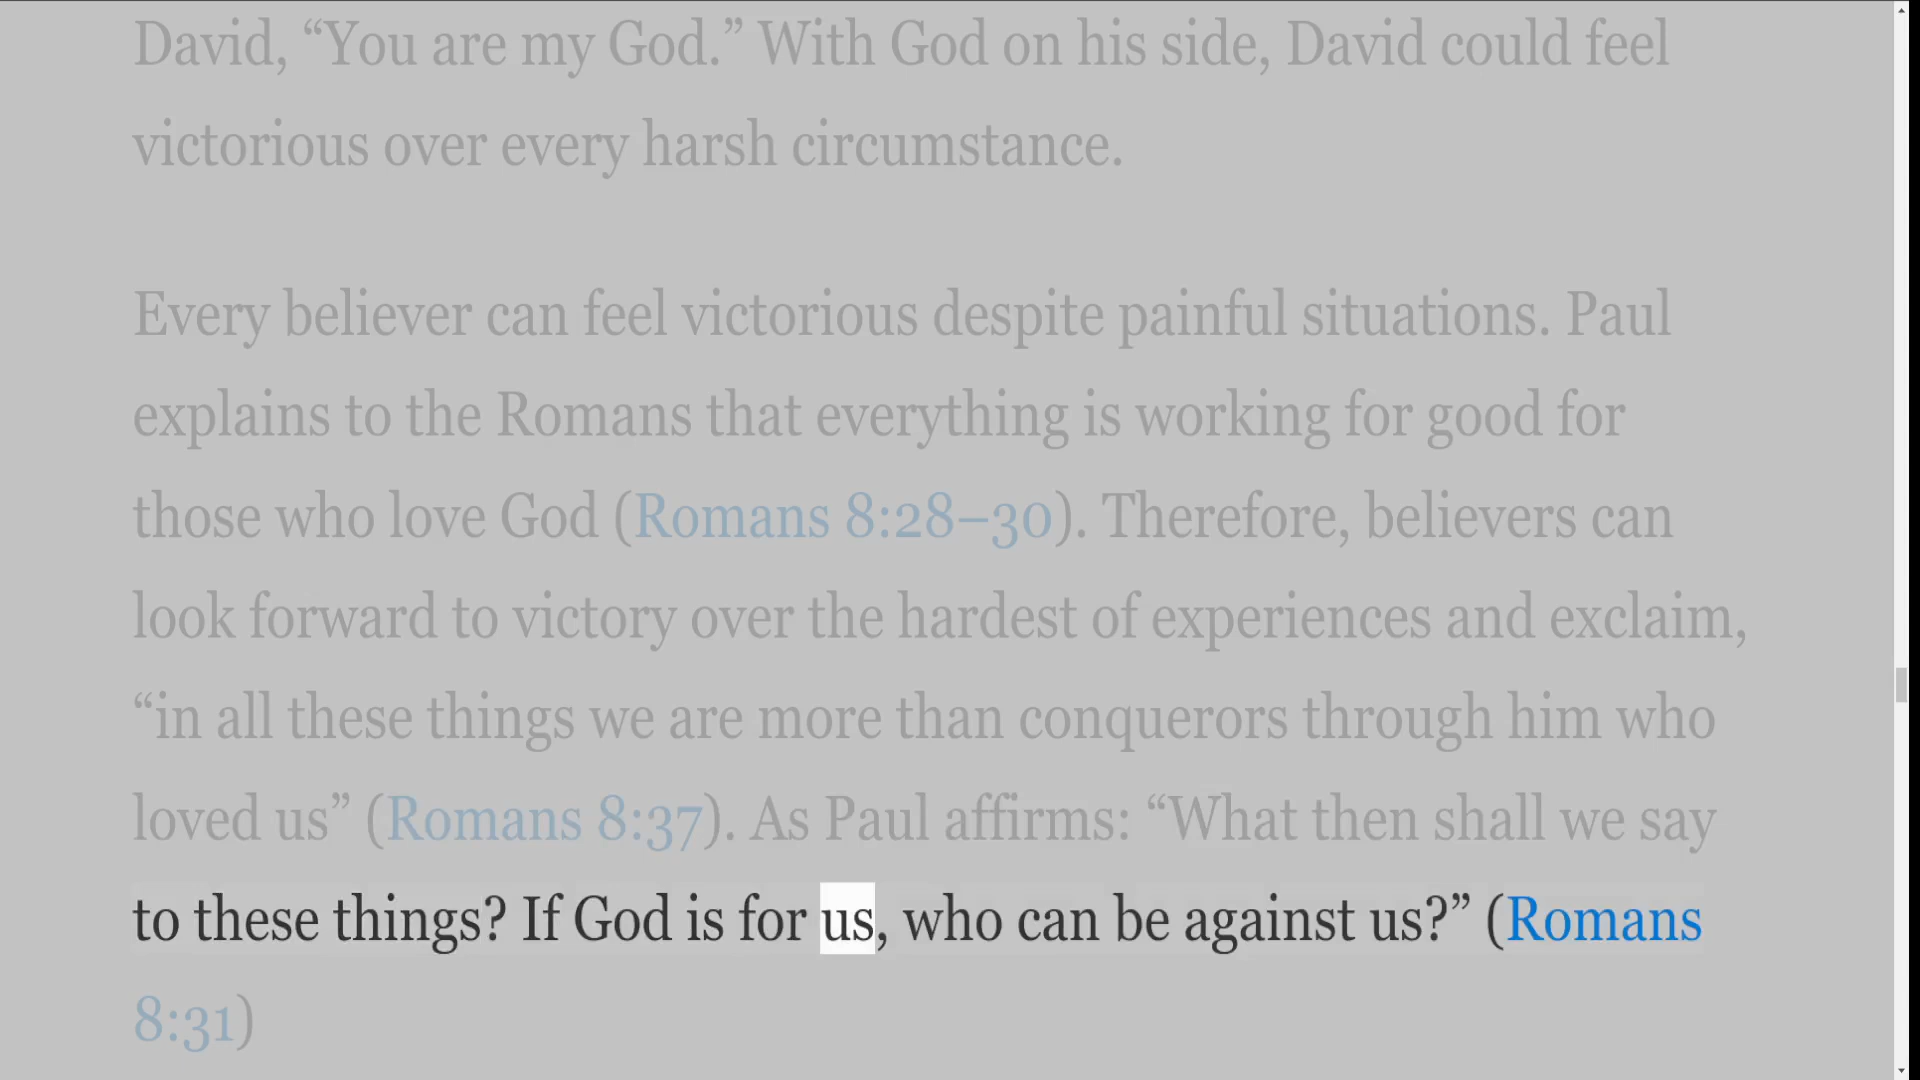 David, “You are my God.” With God on his side, David could feel
victorious over every harsh circumstance.
Every believer can feel victorious despite painful situations. Paul
explains to the Romans that everything is working for good for
those who love God (Romans 8:28–30). Therefore, believers can
look forward to victory over the hardest of experiences and exclaim,
“in all these things we are more than conquerors through him who
loved us” (Romans 8:37). As Paul affirms: “What then shall we say
to these things? If God is for us, who can be against us?” (Romans
8:31)